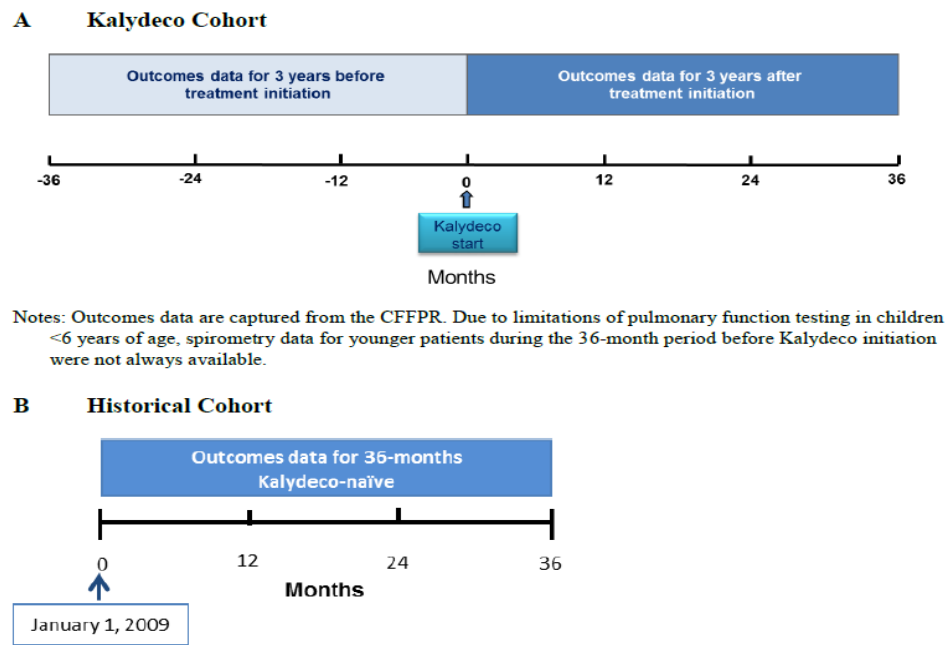 A Kalydeco Cohort
Outcomes data for 3 years before
treatment initiation
Outcomes data for 3 years after
treatment initiation
-36 -24 -12 0 12 24 36
Kalydeco
start
Months
Notes: Outcomes data are captured from the CFFPR. Due to limitations of pulmonary function testing in children
<6 years of age, spirometry data for younger patients during the 36-month period before Kalydeco initiation
were not always available.
B Historical Cohort
Outcomes data for 36-months
Kalydeco-naïve
0 12 24 36
Months
January 1, 2009